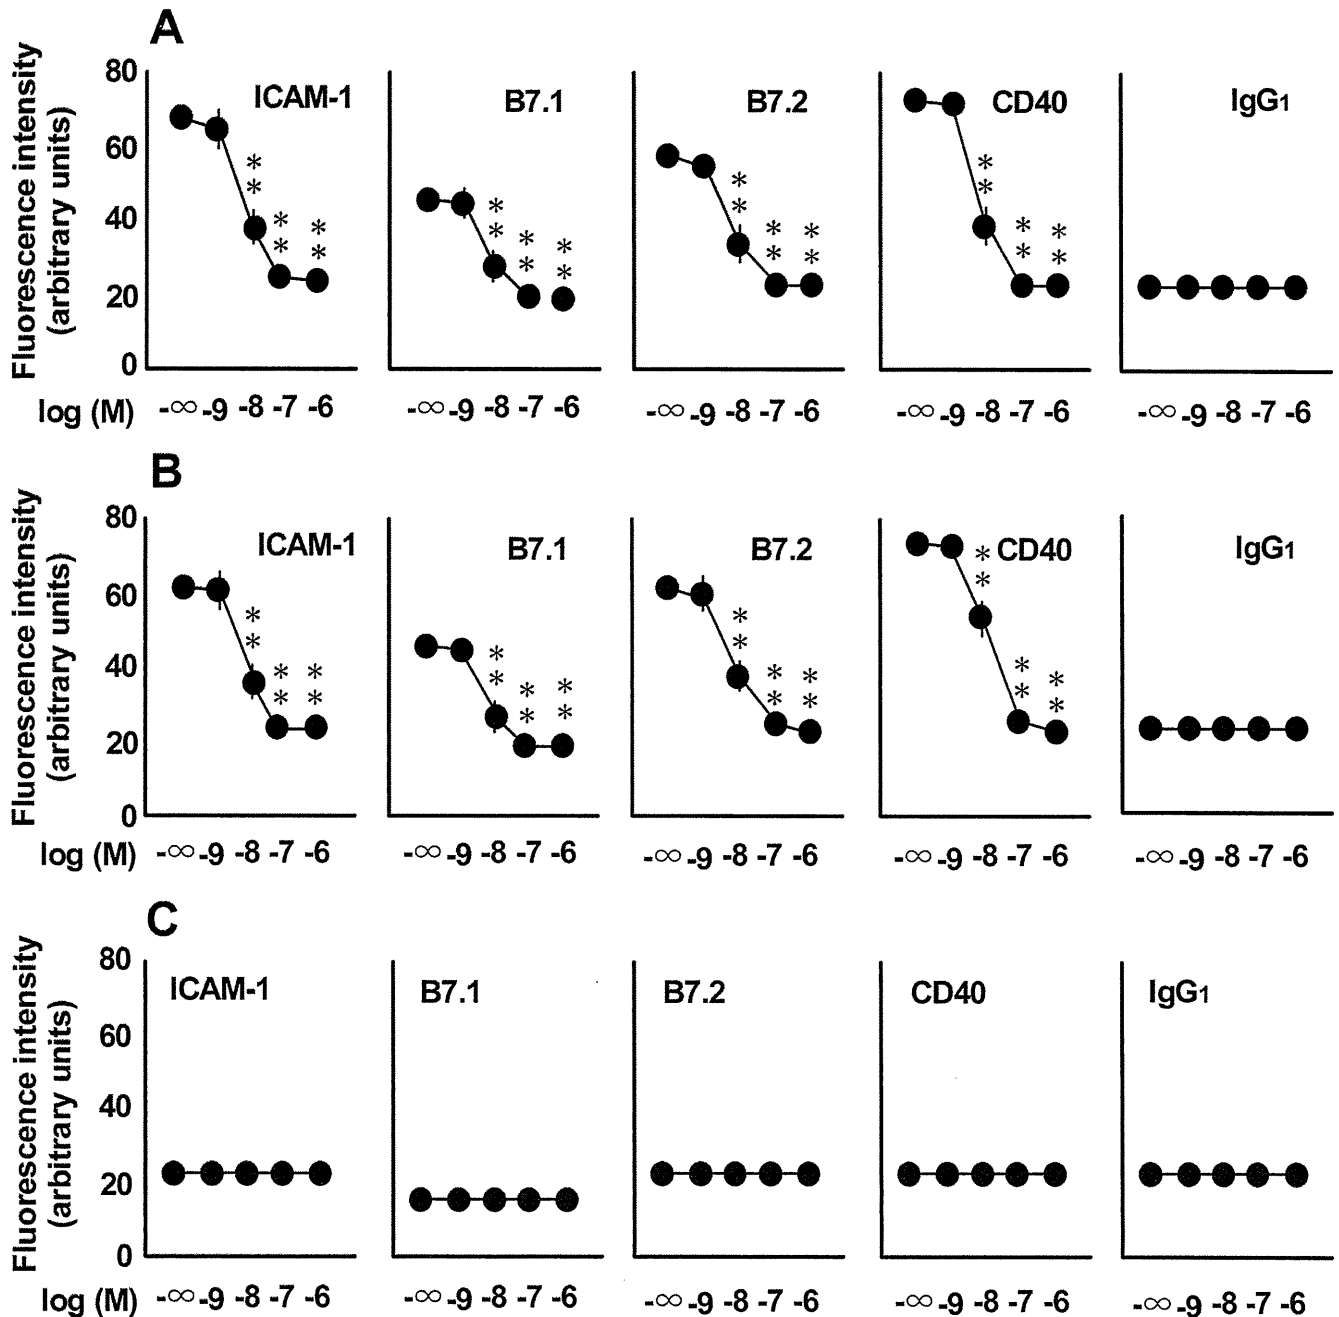 A
Fluorescence intensity
(arbitrary units)
80
60
40
20
0
ICAM-1
B7.1
B7.2
CD40
IgG1
** ** **
** ** **
** ** **
** ** **
log (M) -∞ -9 -8 -7 -6
-∞ -9 -8 -7 -6
-∞ -9 -8 -7 -6
-∞ -9 -8 -7 -6
-∞ -9 -8 -7 -6
B
Fluorescence intensity
(arbitrary units)
80
60
40
20
0
ICAM-1
B7.1
B7.2
CD40
IgG1
** ** **
** ** **
** ** **
** ** **
log (M) -∞ -9 -8 -7 -6
-∞ -9 -8 -7 -6
-∞ -9 -8 -7 -6
-∞ -9 -8 -7 -6
-∞ -9 -8 -7 -6
C
Fluorescence intensity
(arbitrary units)
80
60
40
20
0
ICAM-1
B7.1
B7.2
CD40
IgG1
log (M) -∞ -9 -8 -7 -6
-∞ -9 -8 -7 -6
-∞ -9 -8 -7 -6
-∞ -9 -8 -7 -6
-∞ -9 -8 -7 -6